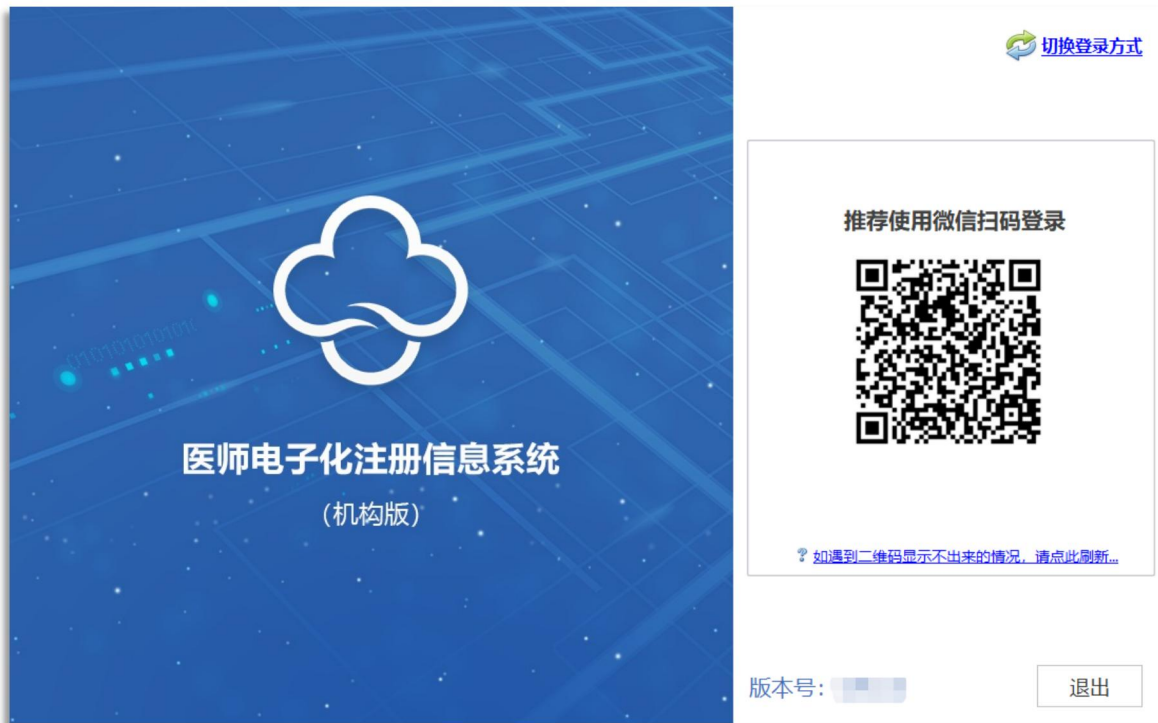 切换登录方式
推荐使用微信扫码登录
医师电子化注册信息系统
（机构版）
? 如遇到二维码显示不出来的情况，请点此刷新...
版本号：
退出